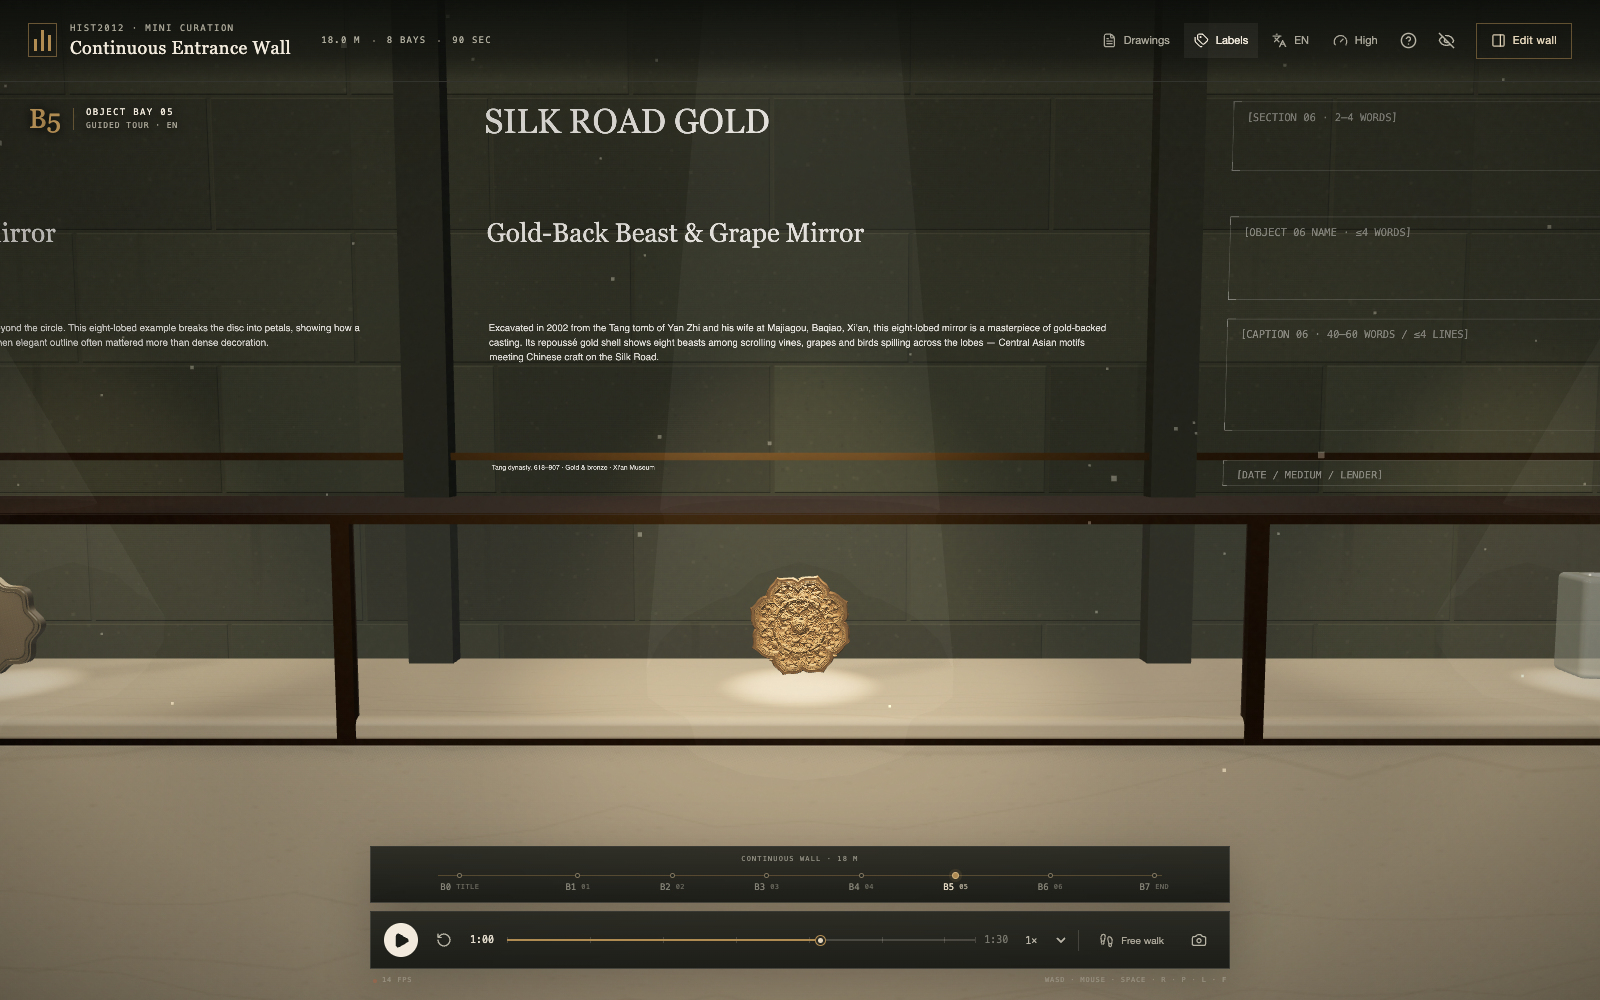 HIST2012 · MINI CURATION
Continuous Entrance Wall
18.0 M · 8 BAYS · 90 SEC
Drawings
Labels
EN
High
Edit wall
B5
OBJECT BAY 05
GUIDED TOUR · EN
SILK ROAD GOLD
[SECTION 06 · 2–4 WORDS]
irror
Gold-Back Beast & Grape Mirror
[OBJECT 06 NAME · ≤4 WORDS]
yond the circle. This eight-lobed example breaks the disc into petals, showing how a
en elegant outline often mattered more than dense decoration.
Excavated in 2002 from the Tang tomb of Yan Zhi and his wife at Majiagou, Baqiao, Xi'an, this eight-lobed mirror is a masterpiece of gold-backed
casting. Its repoussé gold shell shows eight beasts among scrolling vines, grapes and birds spilling across the lobes — Central Asian motifs
meeting Chinese craft on the Silk Road.
[CAPTION 06 · 40–60 WORDS / ≤4 LINES]
Tang dynasty, 618–907 · Gold & bronze · Xi'an Museum
[DATE / MEDIUM / LENDER]
CONTINUOUS WALL · 18 M
B0 TITLE
B1 01
B2 02
B3 03
B4 04
B5 05
B6 06
B7 END
1:00
1:30
1×
Free walk
14 FPS
WASD · MOUSE · SPACE · R · P · L · F